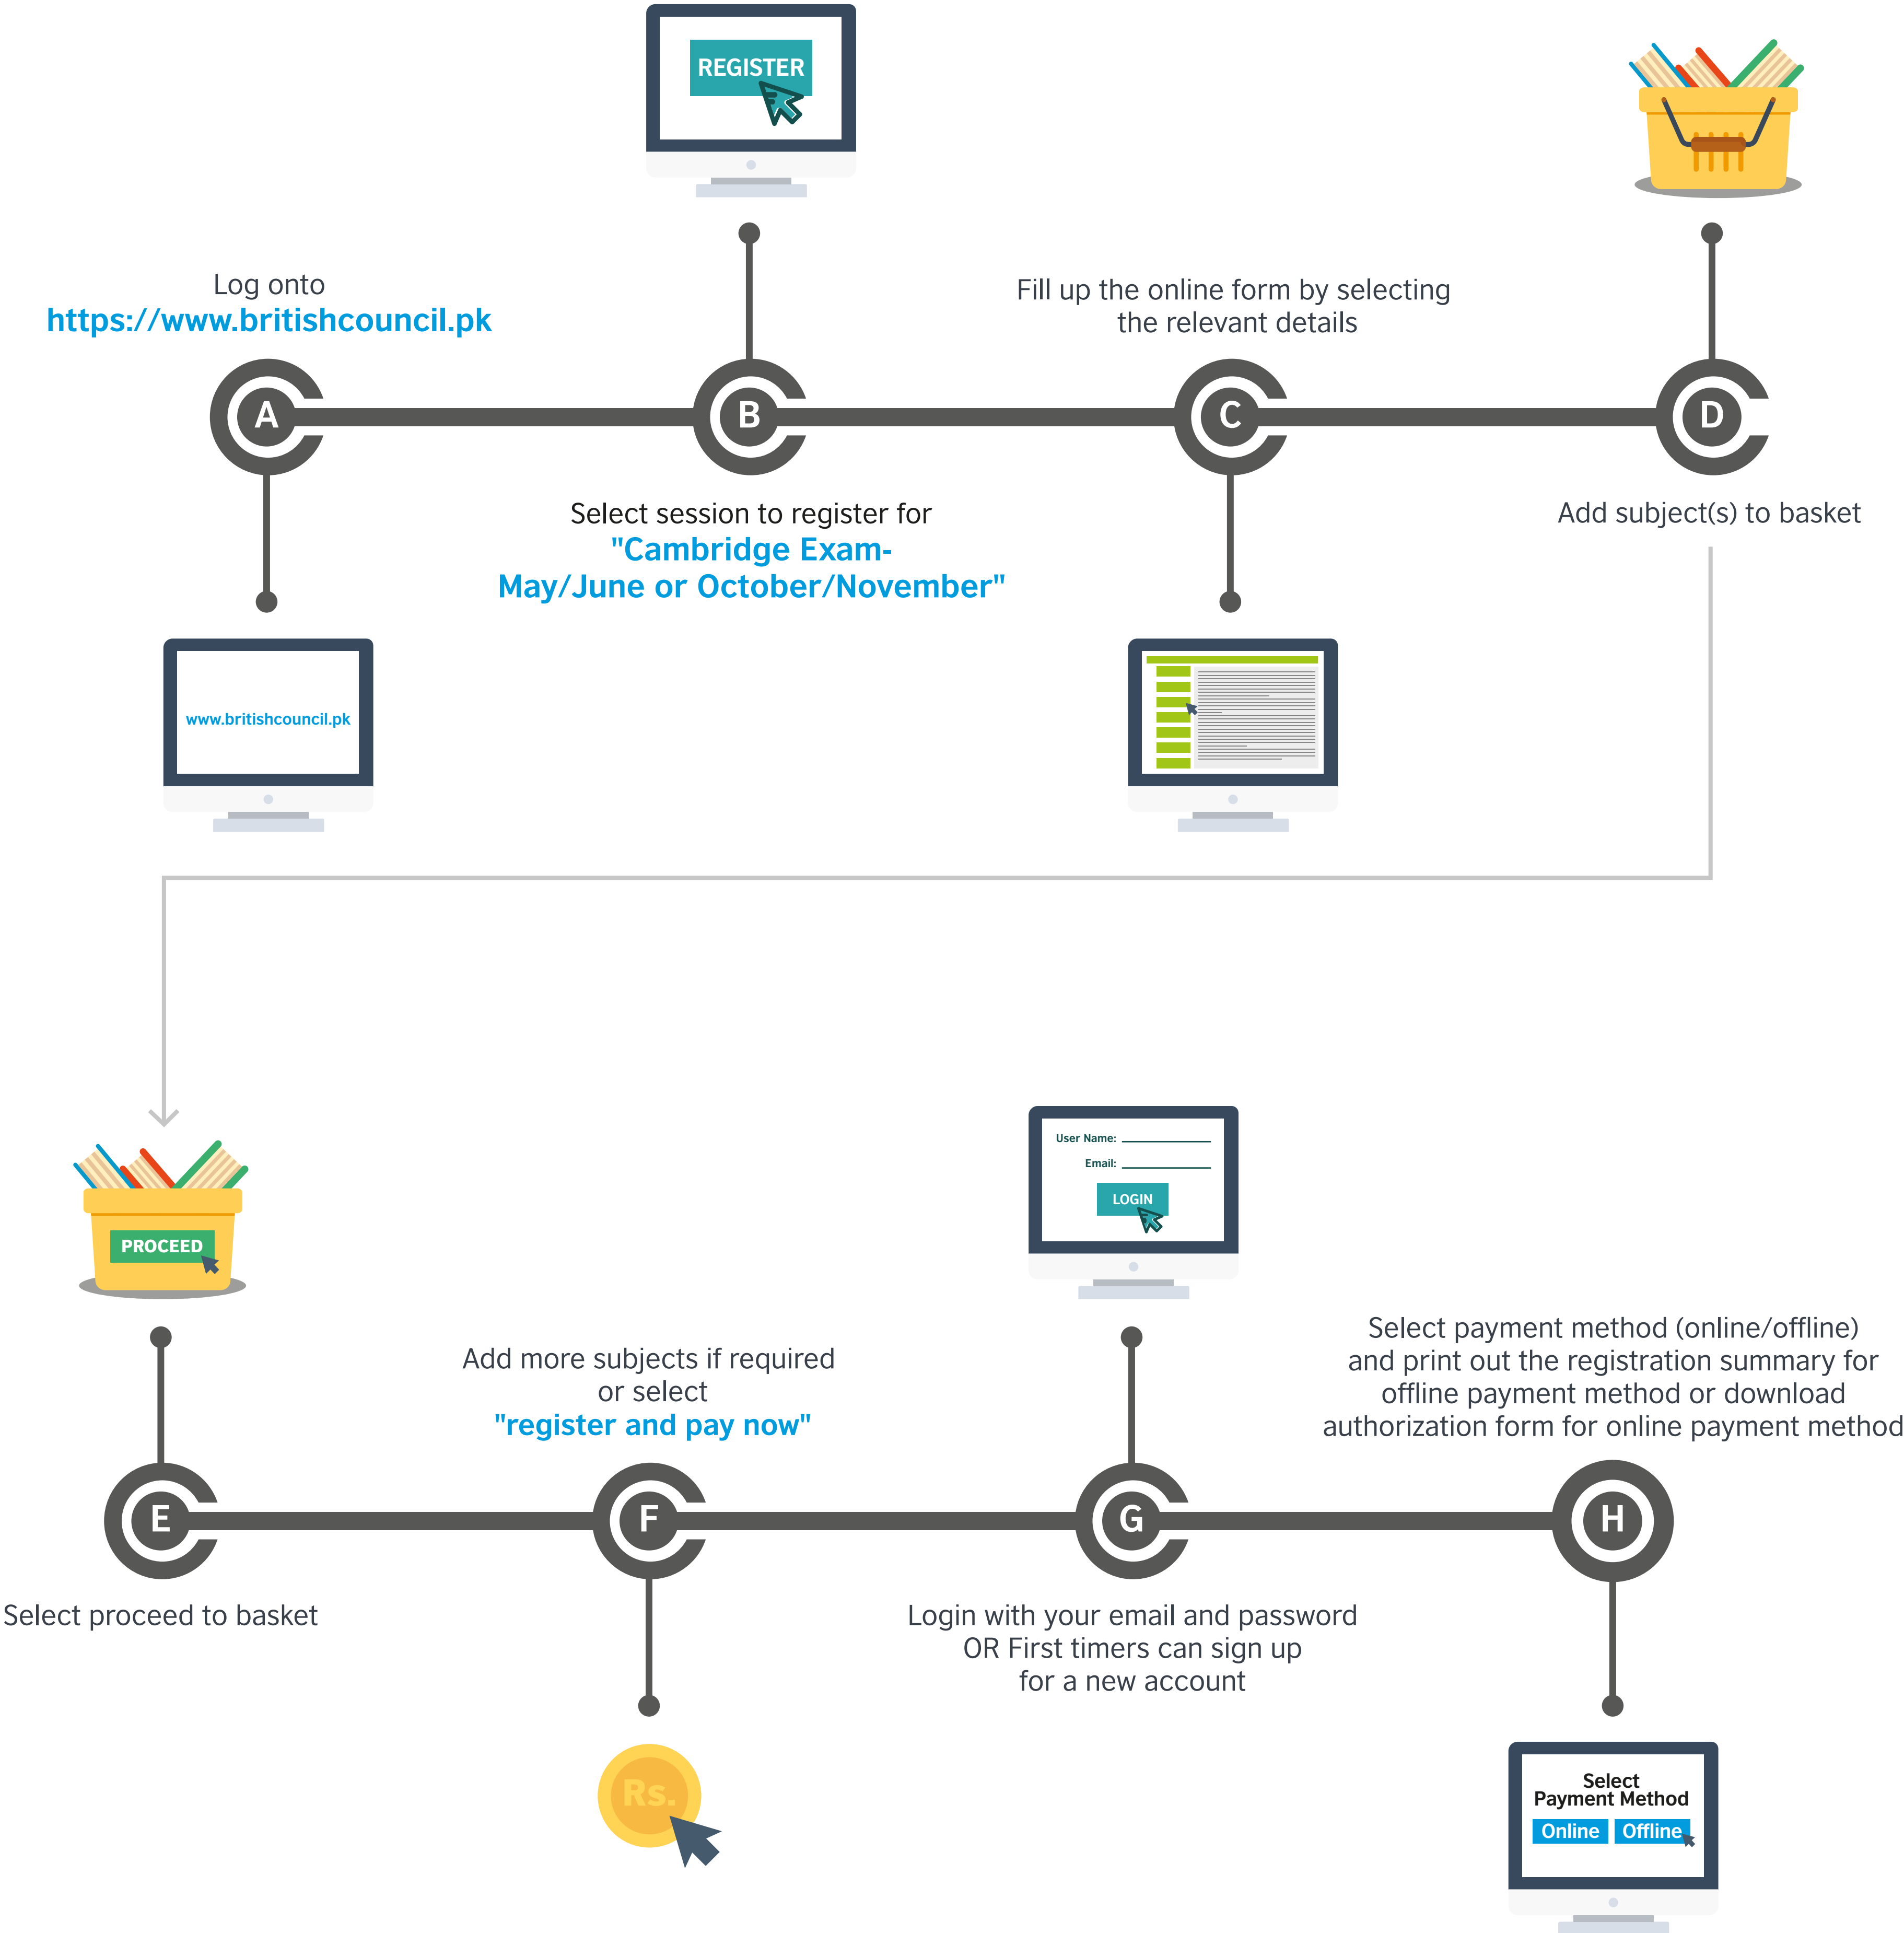 REGISTER
Log onto
https://www.britishcouncil.pk
Fill up the online form by selecting
the relevant details
A
B
C
D
Select session to register for
"Cambridge Exam-
May/June or October/November"
Add subject(s) to basket
www.britishcouncil.pk
PROCEED
User Name:
Email:
LOGIN
Add more subjects if required
or select
"register and pay now"
Select payment method (online/offline)
and print out the registration summary for
offline payment method or download
authorization form for online payment method
E
F
G
H
Select proceed to basket
Login with your email and password
OR First timers can sign up
for a new account
Rs.
Select
Payment Method
Online Offline